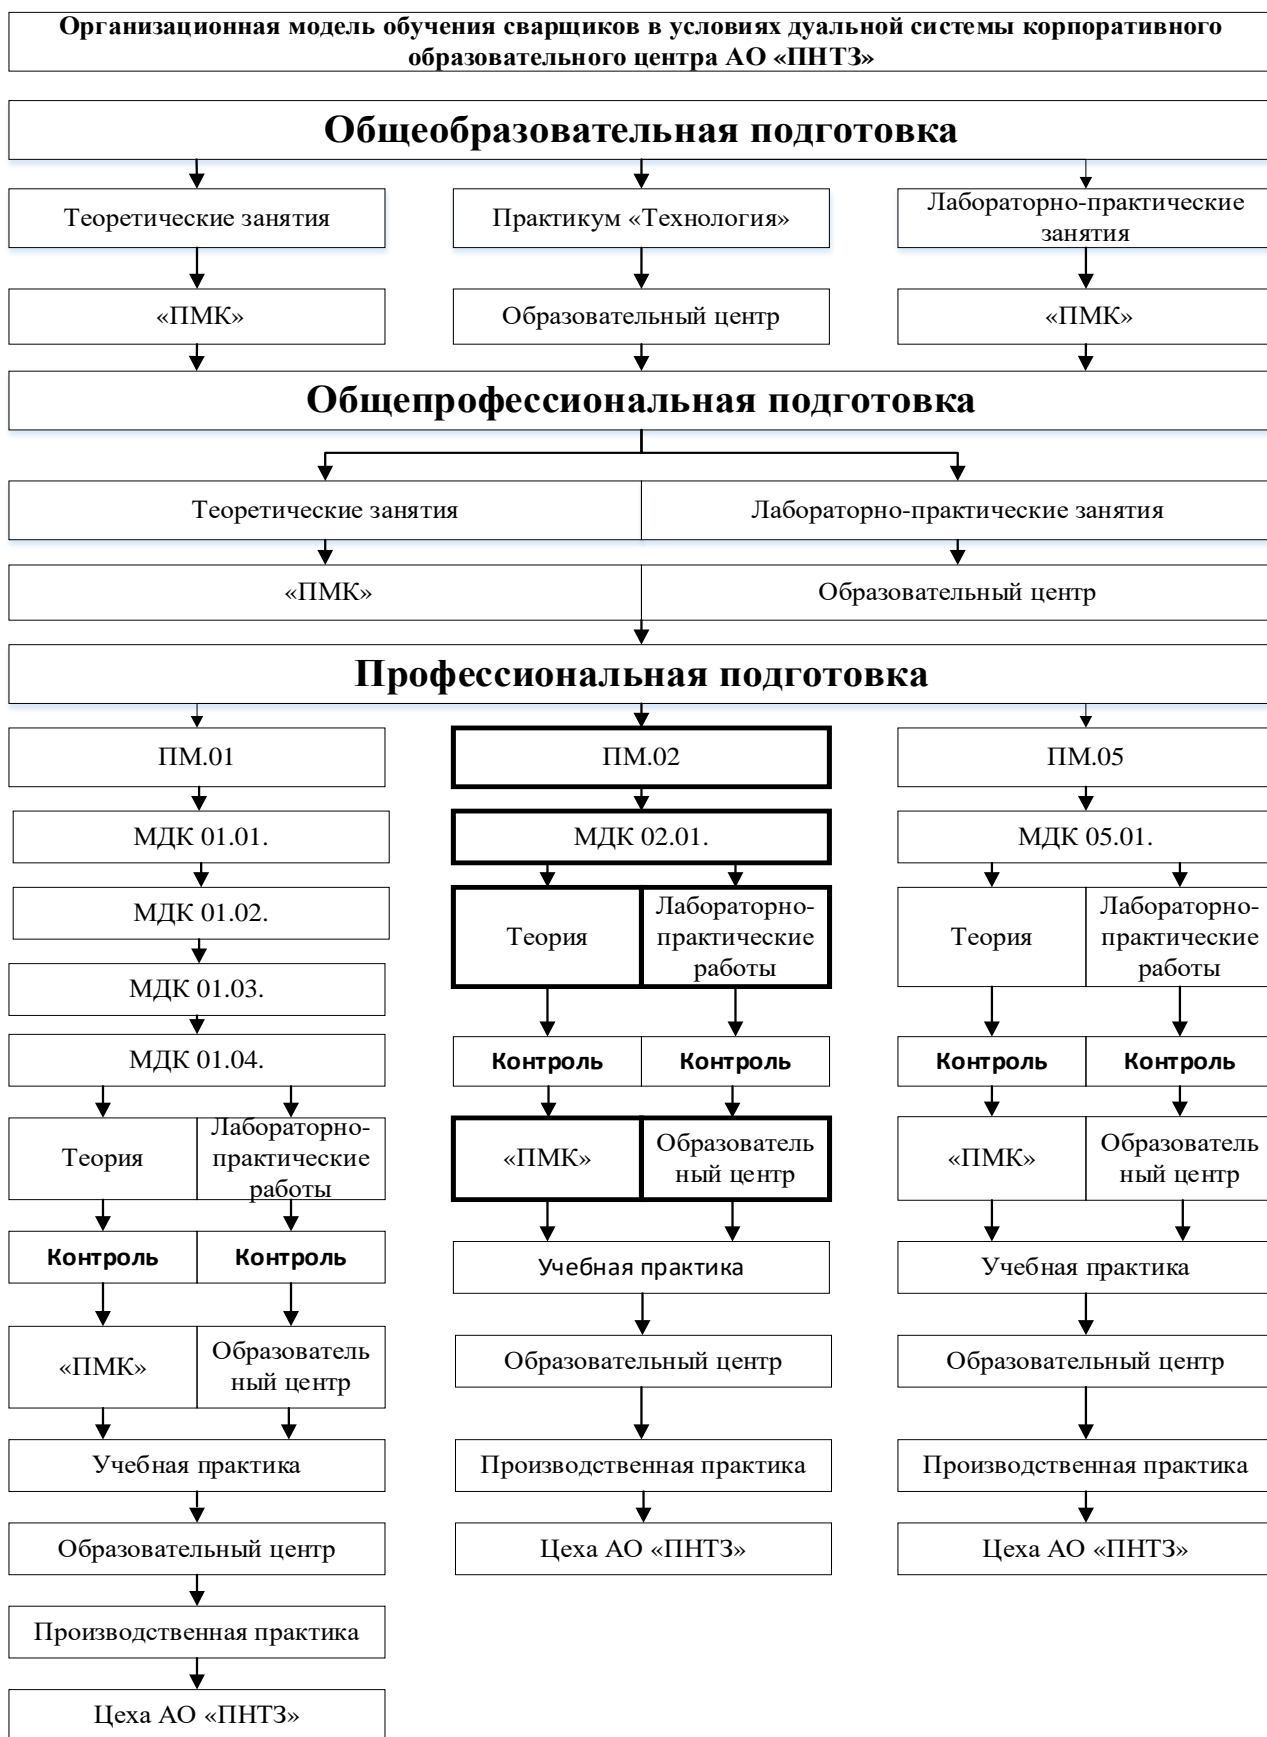 Организационная модель обучения сварщиков в условиях дуальной системы корпоративного
образовательного центра АО «ПНТЗ»
Общеобразовательная подготовка
Теоретические занятия
Практикум «Технология»
Лабораторно-практические
занятия
«ПМК»
Образовательный центр
«ПМК»
Общепрофессиональная подготовка
Теоретические занятия
Лабораторно-практические занятия
«ПМК»
Образовательный центр
Профессиональная подготовка
ПМ.01
МДК 01.01.
МДК 01.02.
МДК 01.03.
МДК 01.04.
Теория
Лабораторно-
практические
работы
Контроль
Контроль
«ПМК»
Образователь
ный центр
Учебная практика
Образовательный центр
Производственная практика
Цеха АО «ПНТЗ»
ПМ.02
МДК 02.01.
Теория
Лабораторно-
практические
работы
Контроль
Контроль
«ПМК»
Образователь
ный центр
Учебная практика
Образовательный центр
Производственная практика
Цеха АО «ПНТЗ»
ПМ.05
МДК 05.01.
Теория
Лабораторно-
практические
работы
Контроль
Контроль
«ПМК»
Образователь
ный центр
Учебная практика
Образовательный центр
Производственная практика
Цеха АО «ПНТЗ»